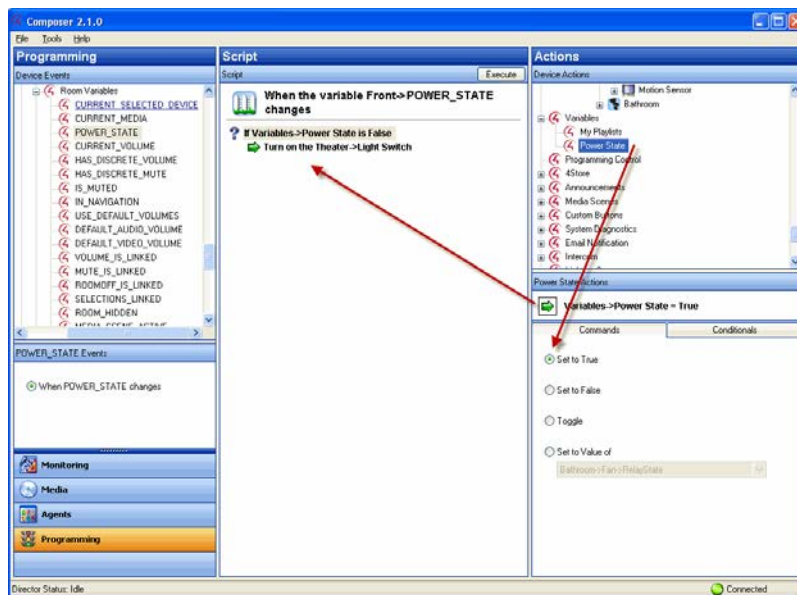 Composer 2.1.0
File Tools Help
Programming
Device Events
Room Variables
CURRENT_SELECTED_DEVICE
CURRENT_MEDIA
POWER_STATE
CURRENT_VOLUME
HAS_DISCRETE_VOLUME
HAS_DISCRETE_MUTE
IS_MUTED
IN_NAVIGATION
USE_DEFAULT_VOLUMES
DEFAULT_AUDIO_VOLUME
DEFAULT_VIDEO_VOLUME
VOLUME_IS_LINKED
MUTE_IS_LINKED
ROOMOFF_IS_LINKED
SELECTIONS_LINKED
ROOM_HIDDEN
MEDIA_SCENE_ACTIVE
POWER_STATE Events
When POWER_STATE changes
Monitoring
Media
Agents
Programming
Script
Script Execute
When the variable Front->POWER_STATE
changes
? If Variables->Power State is False
Turn on the Theater->Light Switch
Actions
Device Actions
Motion Sensor
Bathroom
Variables
My Playlists
Power State
Programming Control
4Store
Announcements
Media Scenes
Custom Buttons
System Diagnostics
Email Notification
Intercom
Power State Actions
Variables->Power State = True
Commands Conditionals
Set to True
Set to False
Toggle
Set to Value of
Bathroom->Fan->RelayState
Director Status: Idle
Connected